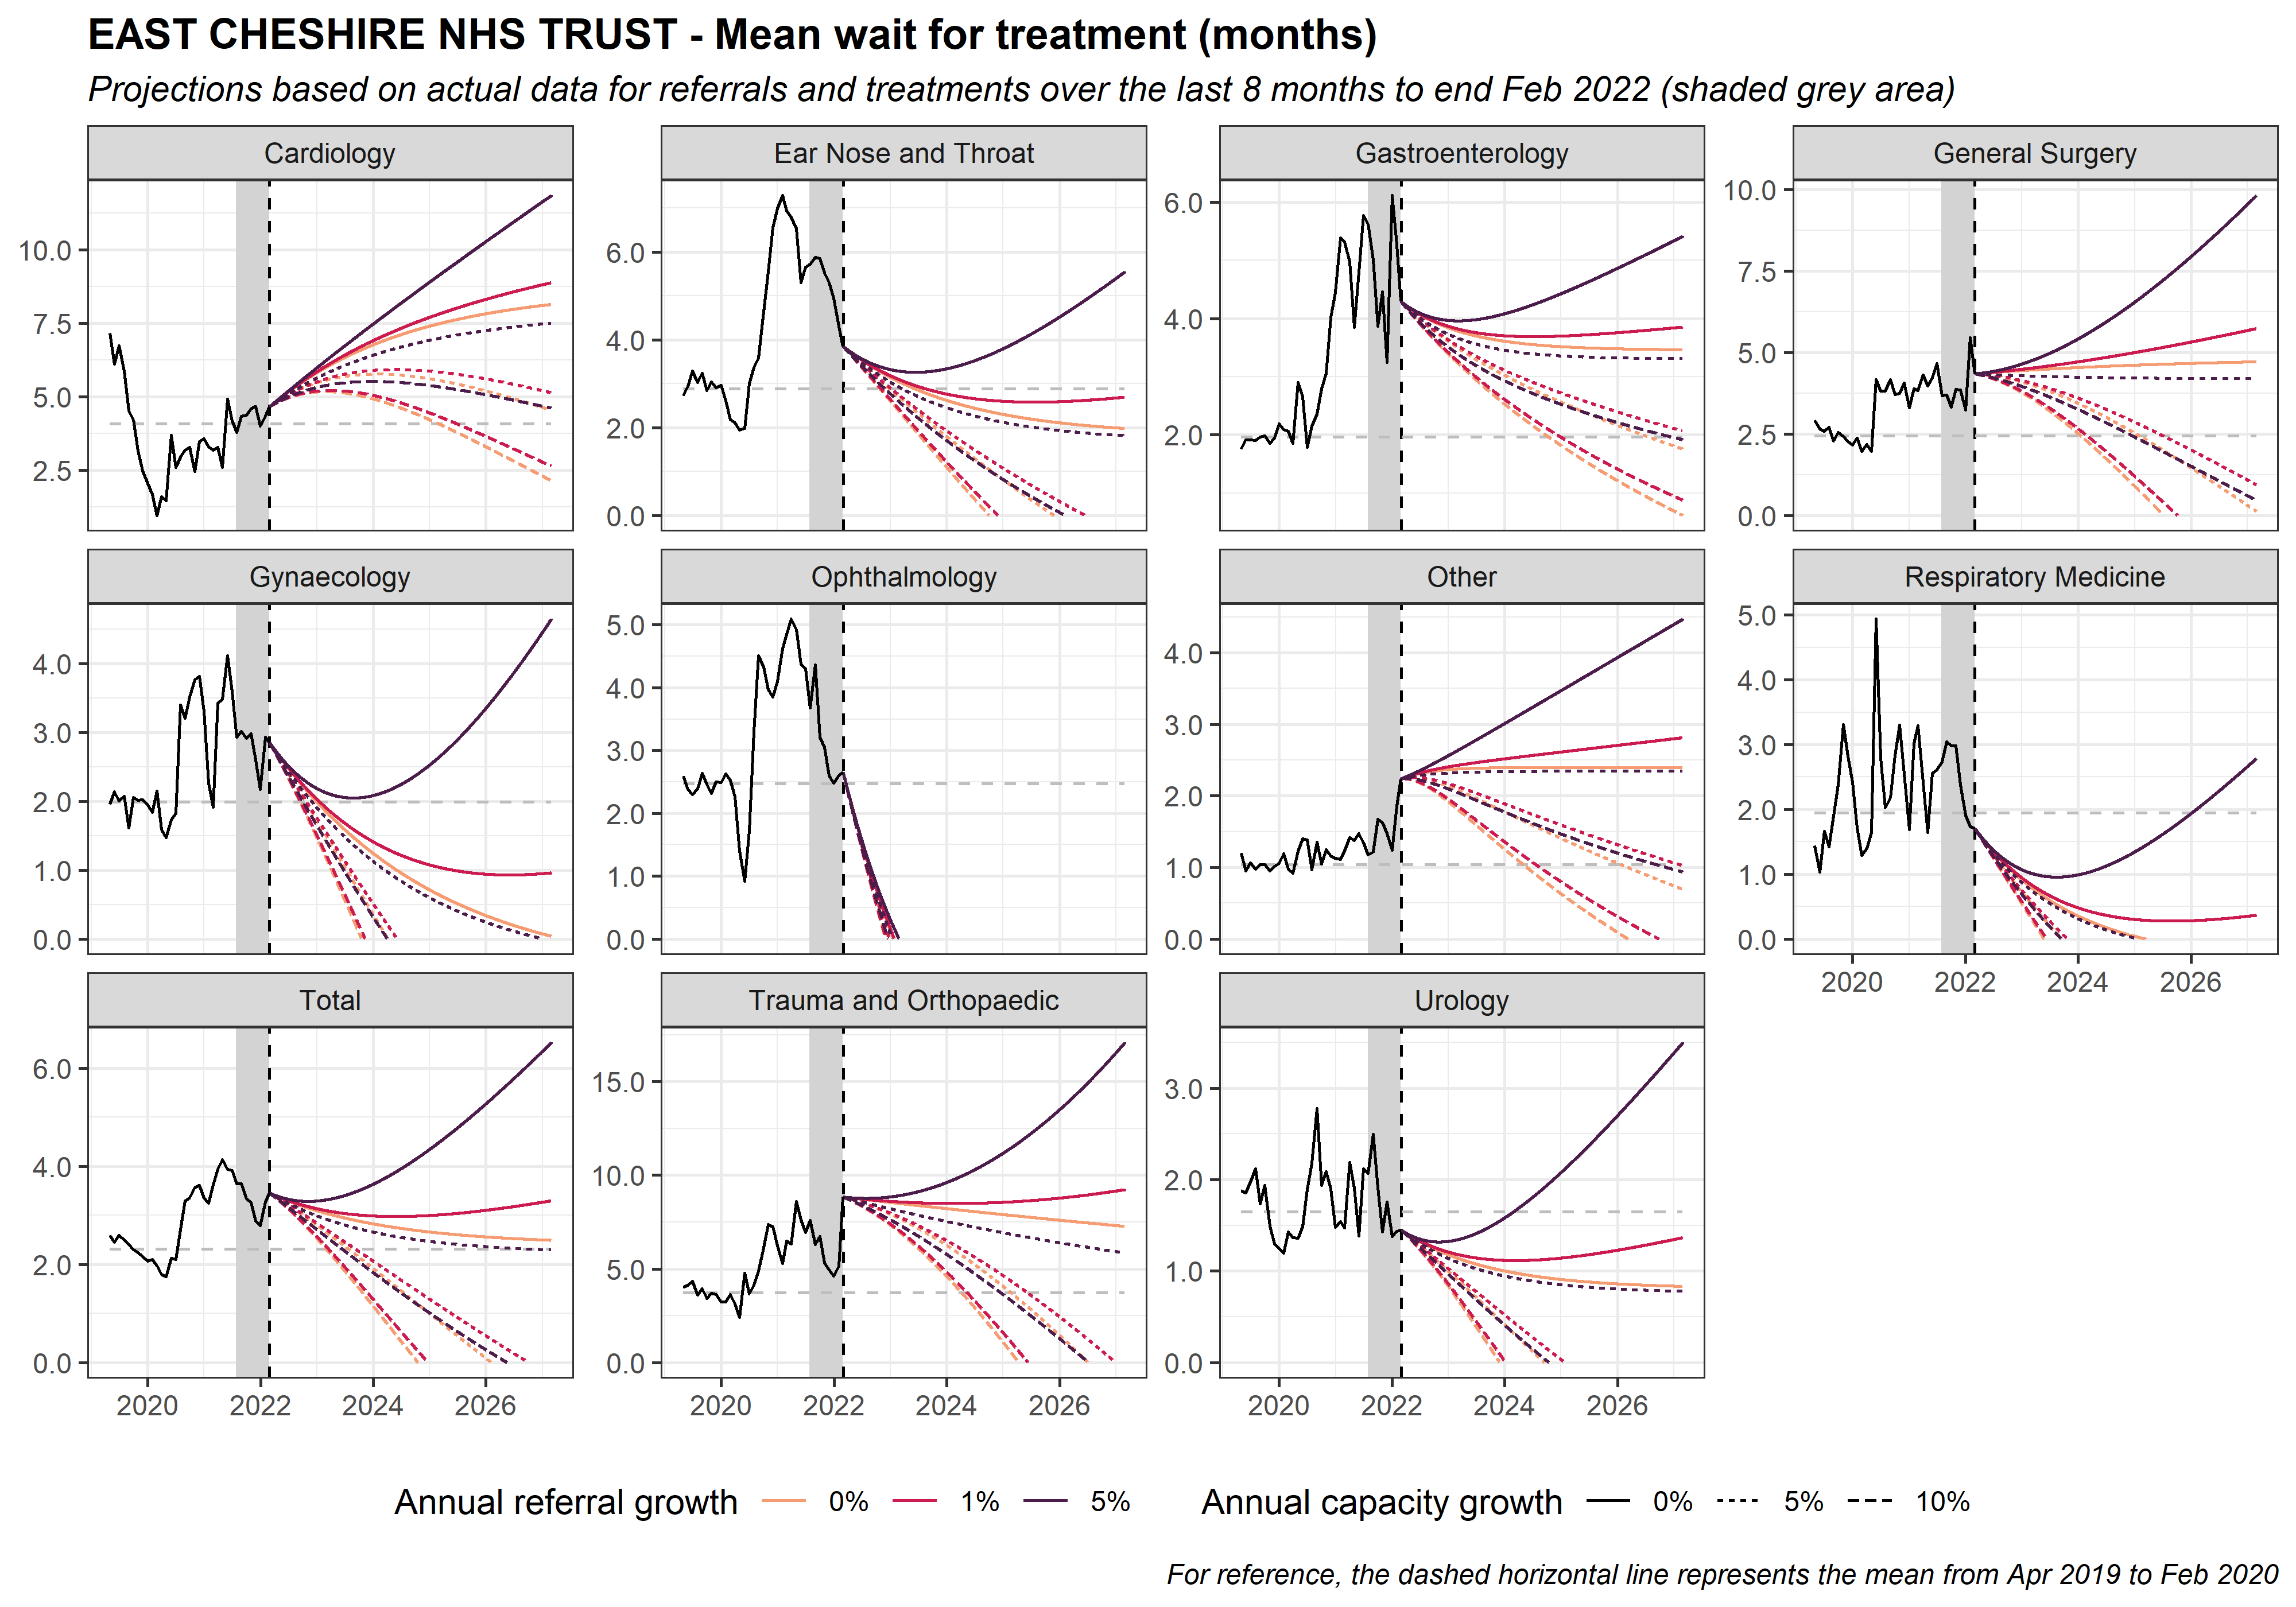 EAST CHESHIRE NHS TRUST - Mean wait for treatment (months)
Projections based on actual data for referrals and treatments over the last 8 months to end Feb 2022 (shaded grey area)
Cardiology
Ear Nose and Throat
Gastroenterology
General Surgery
10.0
7.5
5.0
2.5
6.0
4.0
2.0
0.0
6.0
4.0
2.0
10.0
7.5
5.0
2.5
0.0
Gynaecology
Ophthalmology
Other
Respiratory Medicine
4.0
3.0
2.0
1.0
0.0
5.0
4.0
3.0
2.0
1.0
0.0
4.0
3.0
2.0
1.0
0.0
5.0
4.0
3.0
2.0
1.0
0.0
2020 2022 2024 2026
Total
Trauma and Orthopaedic
Urology
6.0
4.0
2.0
0.0
15.0
10.0
5.0
0.0
3.0
2.0
1.0
0.0
2020 2022 2024 2026
2020 2022 2024 2026
2020 2022 2024 2026
Annual referral growth 0% 1% 5%
Annual capacity growth 0% 5% 10%
For reference, the dashed horizontal line represents the mean from Apr 2019 to Feb 2020